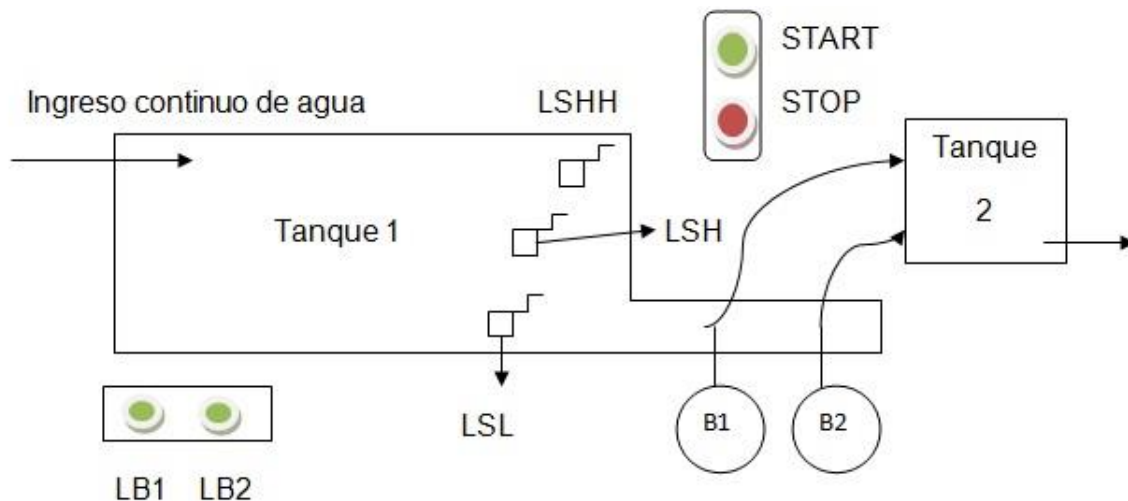 START
Ingreso continuo de agua
LSHH
STOP
Tanque
2
Tanque 1
LSH
LSL
B1
B2
LB1
LB2